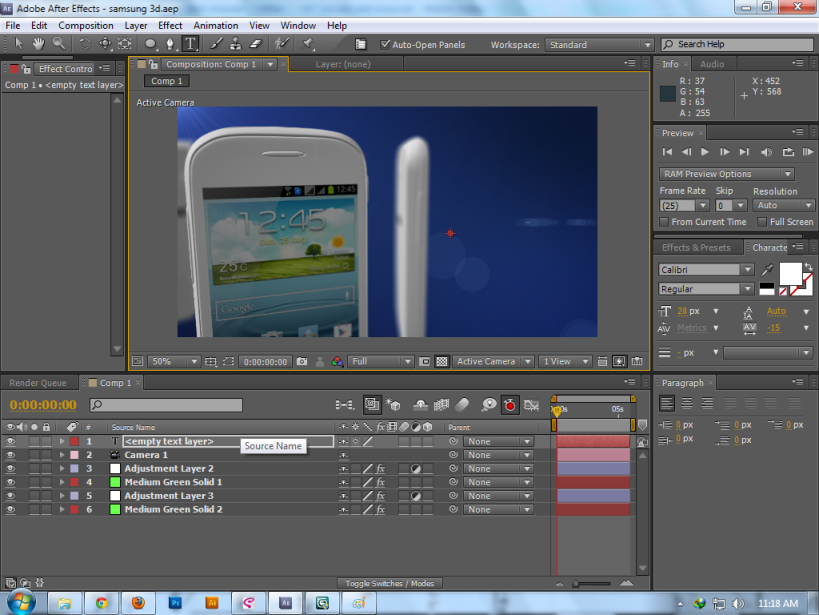 Adobe After Effects - samsung 3d.aep
File Edit Composition Layer Effect Animation View Window Help
Auto-Open Panels
Workspace: Standard
Search Help
Effect Contro
Comp 1 • <empty text layer>
Composition: Comp 1
Layer: (none)
Comp 1
Active Camera
12:45
12:45
25°c
Google
50%
0:00:00:00
Full
Active Camera
1 View
Info
Audio
R : 37
G : 54
B : 63
A : 255
X : 452
Y : 568
Preview
RAM Preview Options
Frame Rate Skip Resolution
(25) 0 Auto
From Current Time
Full Screen
Effects & Presets
Characte
Calibri
Regular
28 px
Auto
Metrics
-15
- px
Paragraph
0 px 0 px 0 px
0 px 0 px
Render Queue
Comp 1
0:00:00:00
05s
# Source Name Parent
1 T <empty text layer> None
Source Name
2 Camera 1 None
3 Adjustment Layer 2 None
4 Medium Green Solid 1 None
5 Adjustment Layer 3 None
6 Medium Green Solid 2 None
Toggle Switches / Modes
11:18 AM